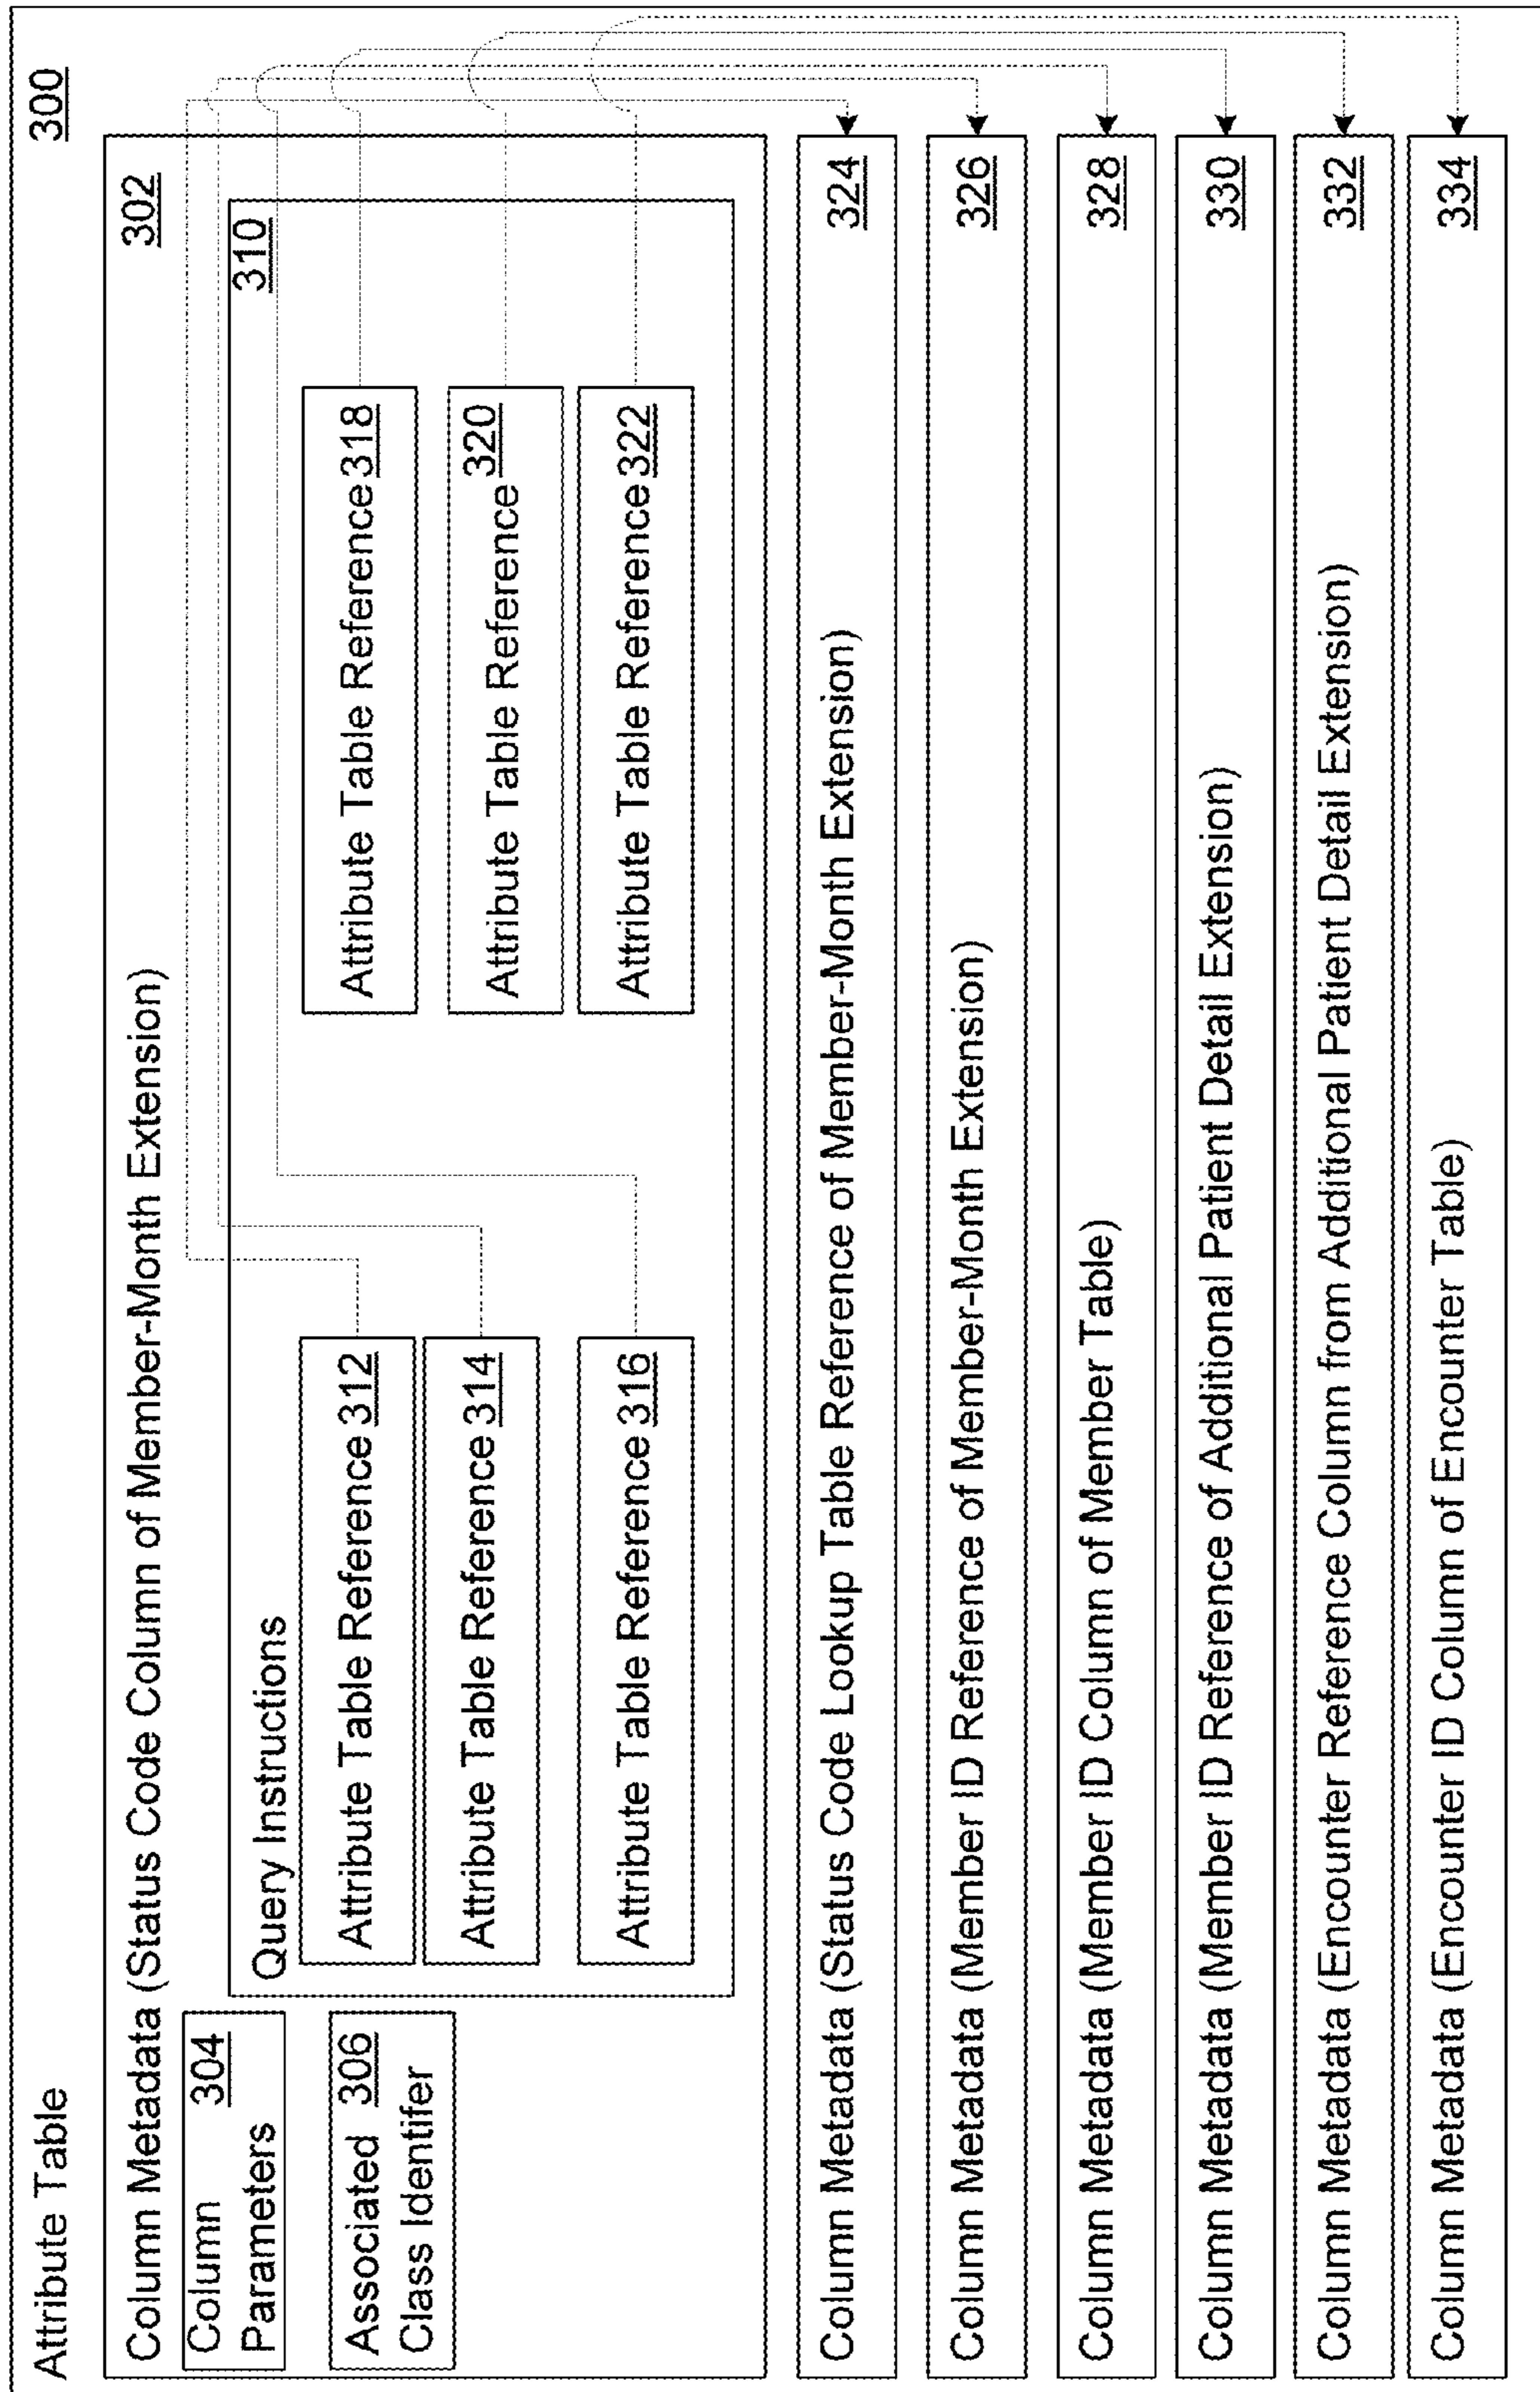 Attribute Table 300
Column Metadata (Status Code Column of Member-Month Extension) 302
Column 304
Parameters
Associated 306
Class Identifer
Query Instructions 310
Attribute Table Reference 312
Attribute Table Reference 314
Attribute Table Reference 316
Attribute Table Reference 318
Attribute Table Reference 320
Attribute Table Reference 322
Column Metadata (Status Code Lookup Table Reference of Member-Month Extension) 324
Column Metadata (Member ID Reference of Member-Month Extension) 326
Column Metadata (Member ID Column of Member Table) 328
Column Metadata (Member ID Reference of Additional Patient Detail Extension) 330
Column Metadata (Encounter Reference Column from Additional Patient Detail Extension) 332
Column Metadata (Encounter ID Column of Encounter Table) 334